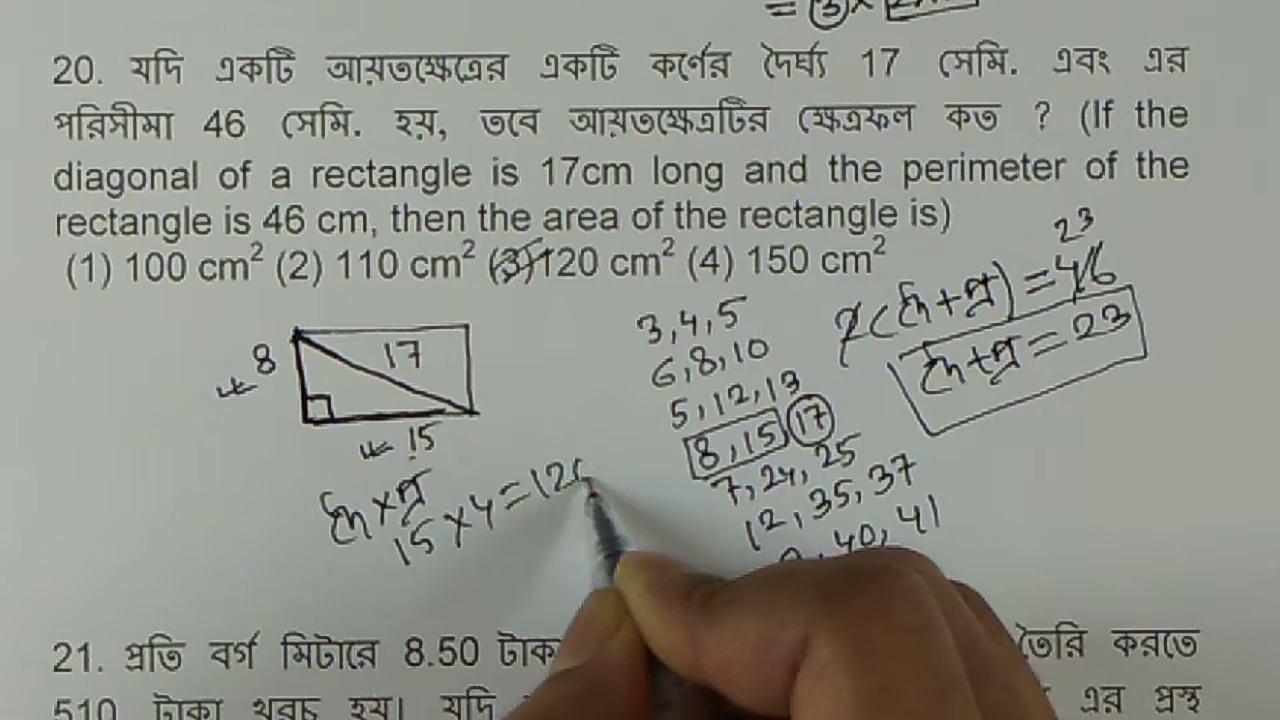 = 3 ×
20. যদি একটি আয়তক্ষেত্রের একটি কর্ণের দৈর্ঘ্য 17 সেমি. এবং এর
পরিসীমা 46 সেমি. হয়, তবে আয়তক্ষেত্রটির ক্ষেত্রফল কত ? (If the
diagonal of a rectangle is 17cm long and the perimeter of the
rectangle is 46 cm, then the area of the rectangle is)
(1) 100 cm² (2) 110 cm² (3) 120 cm² (4) 150 cm²
23
2(দৈ+প্র) = 46
দৈ+প্র = 23
8
17
15
3, 4, 5
6, 8, 10
5, 12, 13
8, 15, 17
7, 24, 25
12, 35, 37
40, 41
দৈ×প্র
15 × 4 = 120
21. প্রতি বর্গ মিটারে 8.50 তৈরি করতে
510 টাকা খরচ হয়। যদি এর প্রস্থ